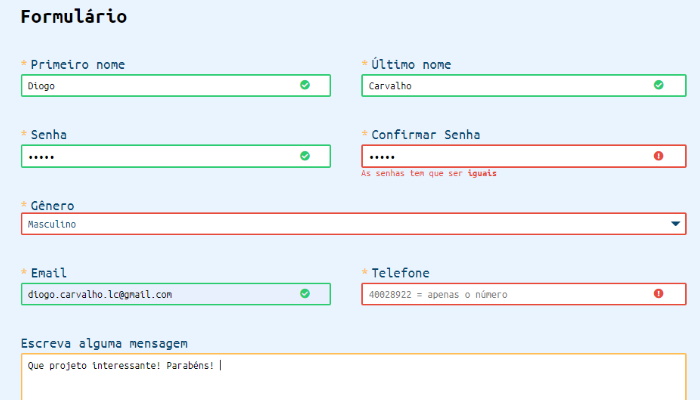 Formulário
* Primeiro nome
* Último nome
Diogo
Carvalho
* Senha
* Confirmar Senha
•••••
•••••
As senhas tem que ser iguais
* Gênero
Masculino
* Email
* Telefone
diogo.carvalho.lc@gmail.com
40028922 = apenas o número
Escreva alguma mensagem
Que projeto interessante! Parabéns!